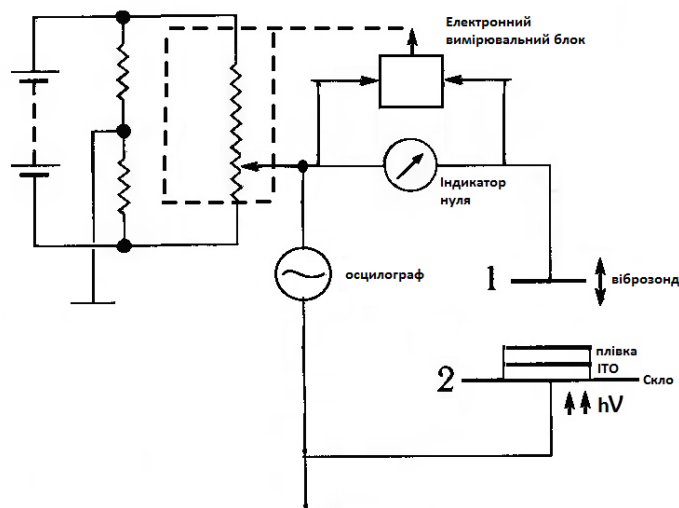 Електронний
вимірювальний блок
Індикатор
нуля
осцилограф
1
віброзонд
плівка
ITO
2
Скло
hV